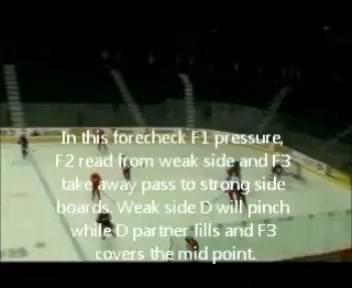 In this forecheck F1 pressure,
F2 read from weak side and F3
take away pass to strong side
boards. Weak side D will pinch
while D partner fills and F3
covers the mid point.